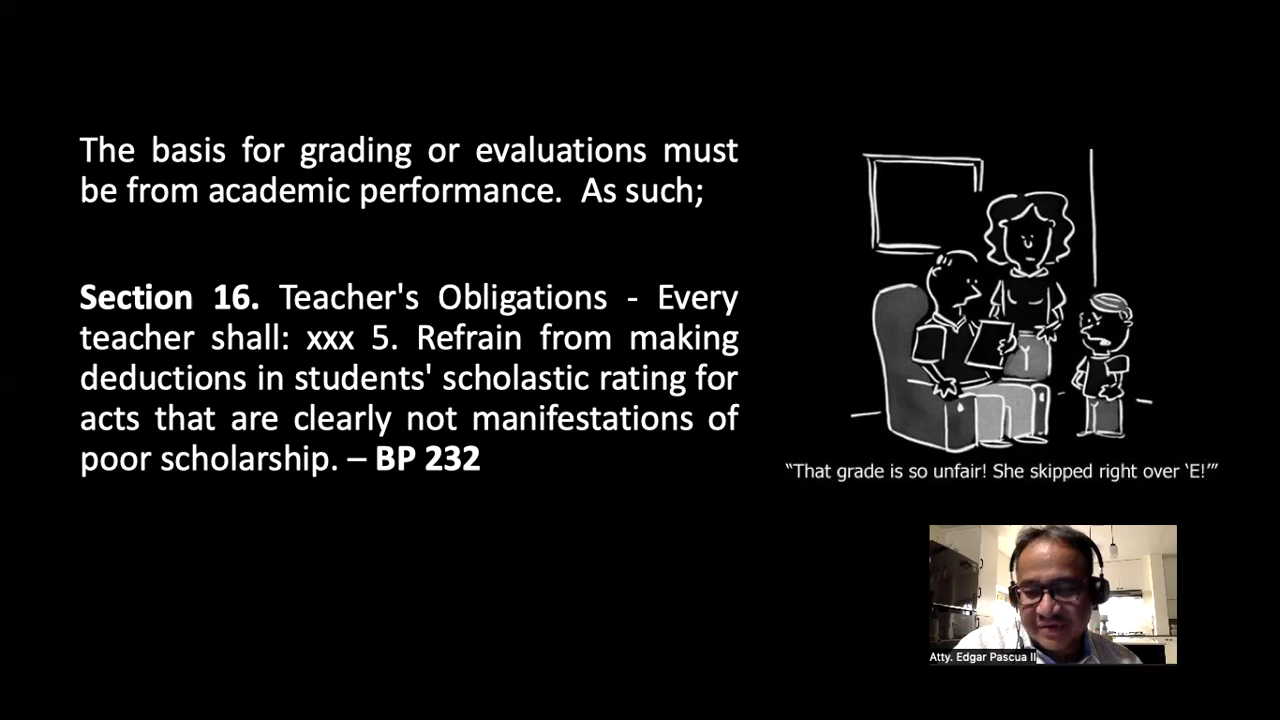 The basis for grading or evaluations must
be from academic performance. As such;
Section 16. Teacher's Obligations - Every
teacher shall: xxx 5. Refrain from making
deductions in students' scholastic rating for
acts that are clearly not manifestations of
poor scholarship. – BP 232
“That grade is so unfair! She skipped right over ‘E!’”
Atty. Edgar Pascua II